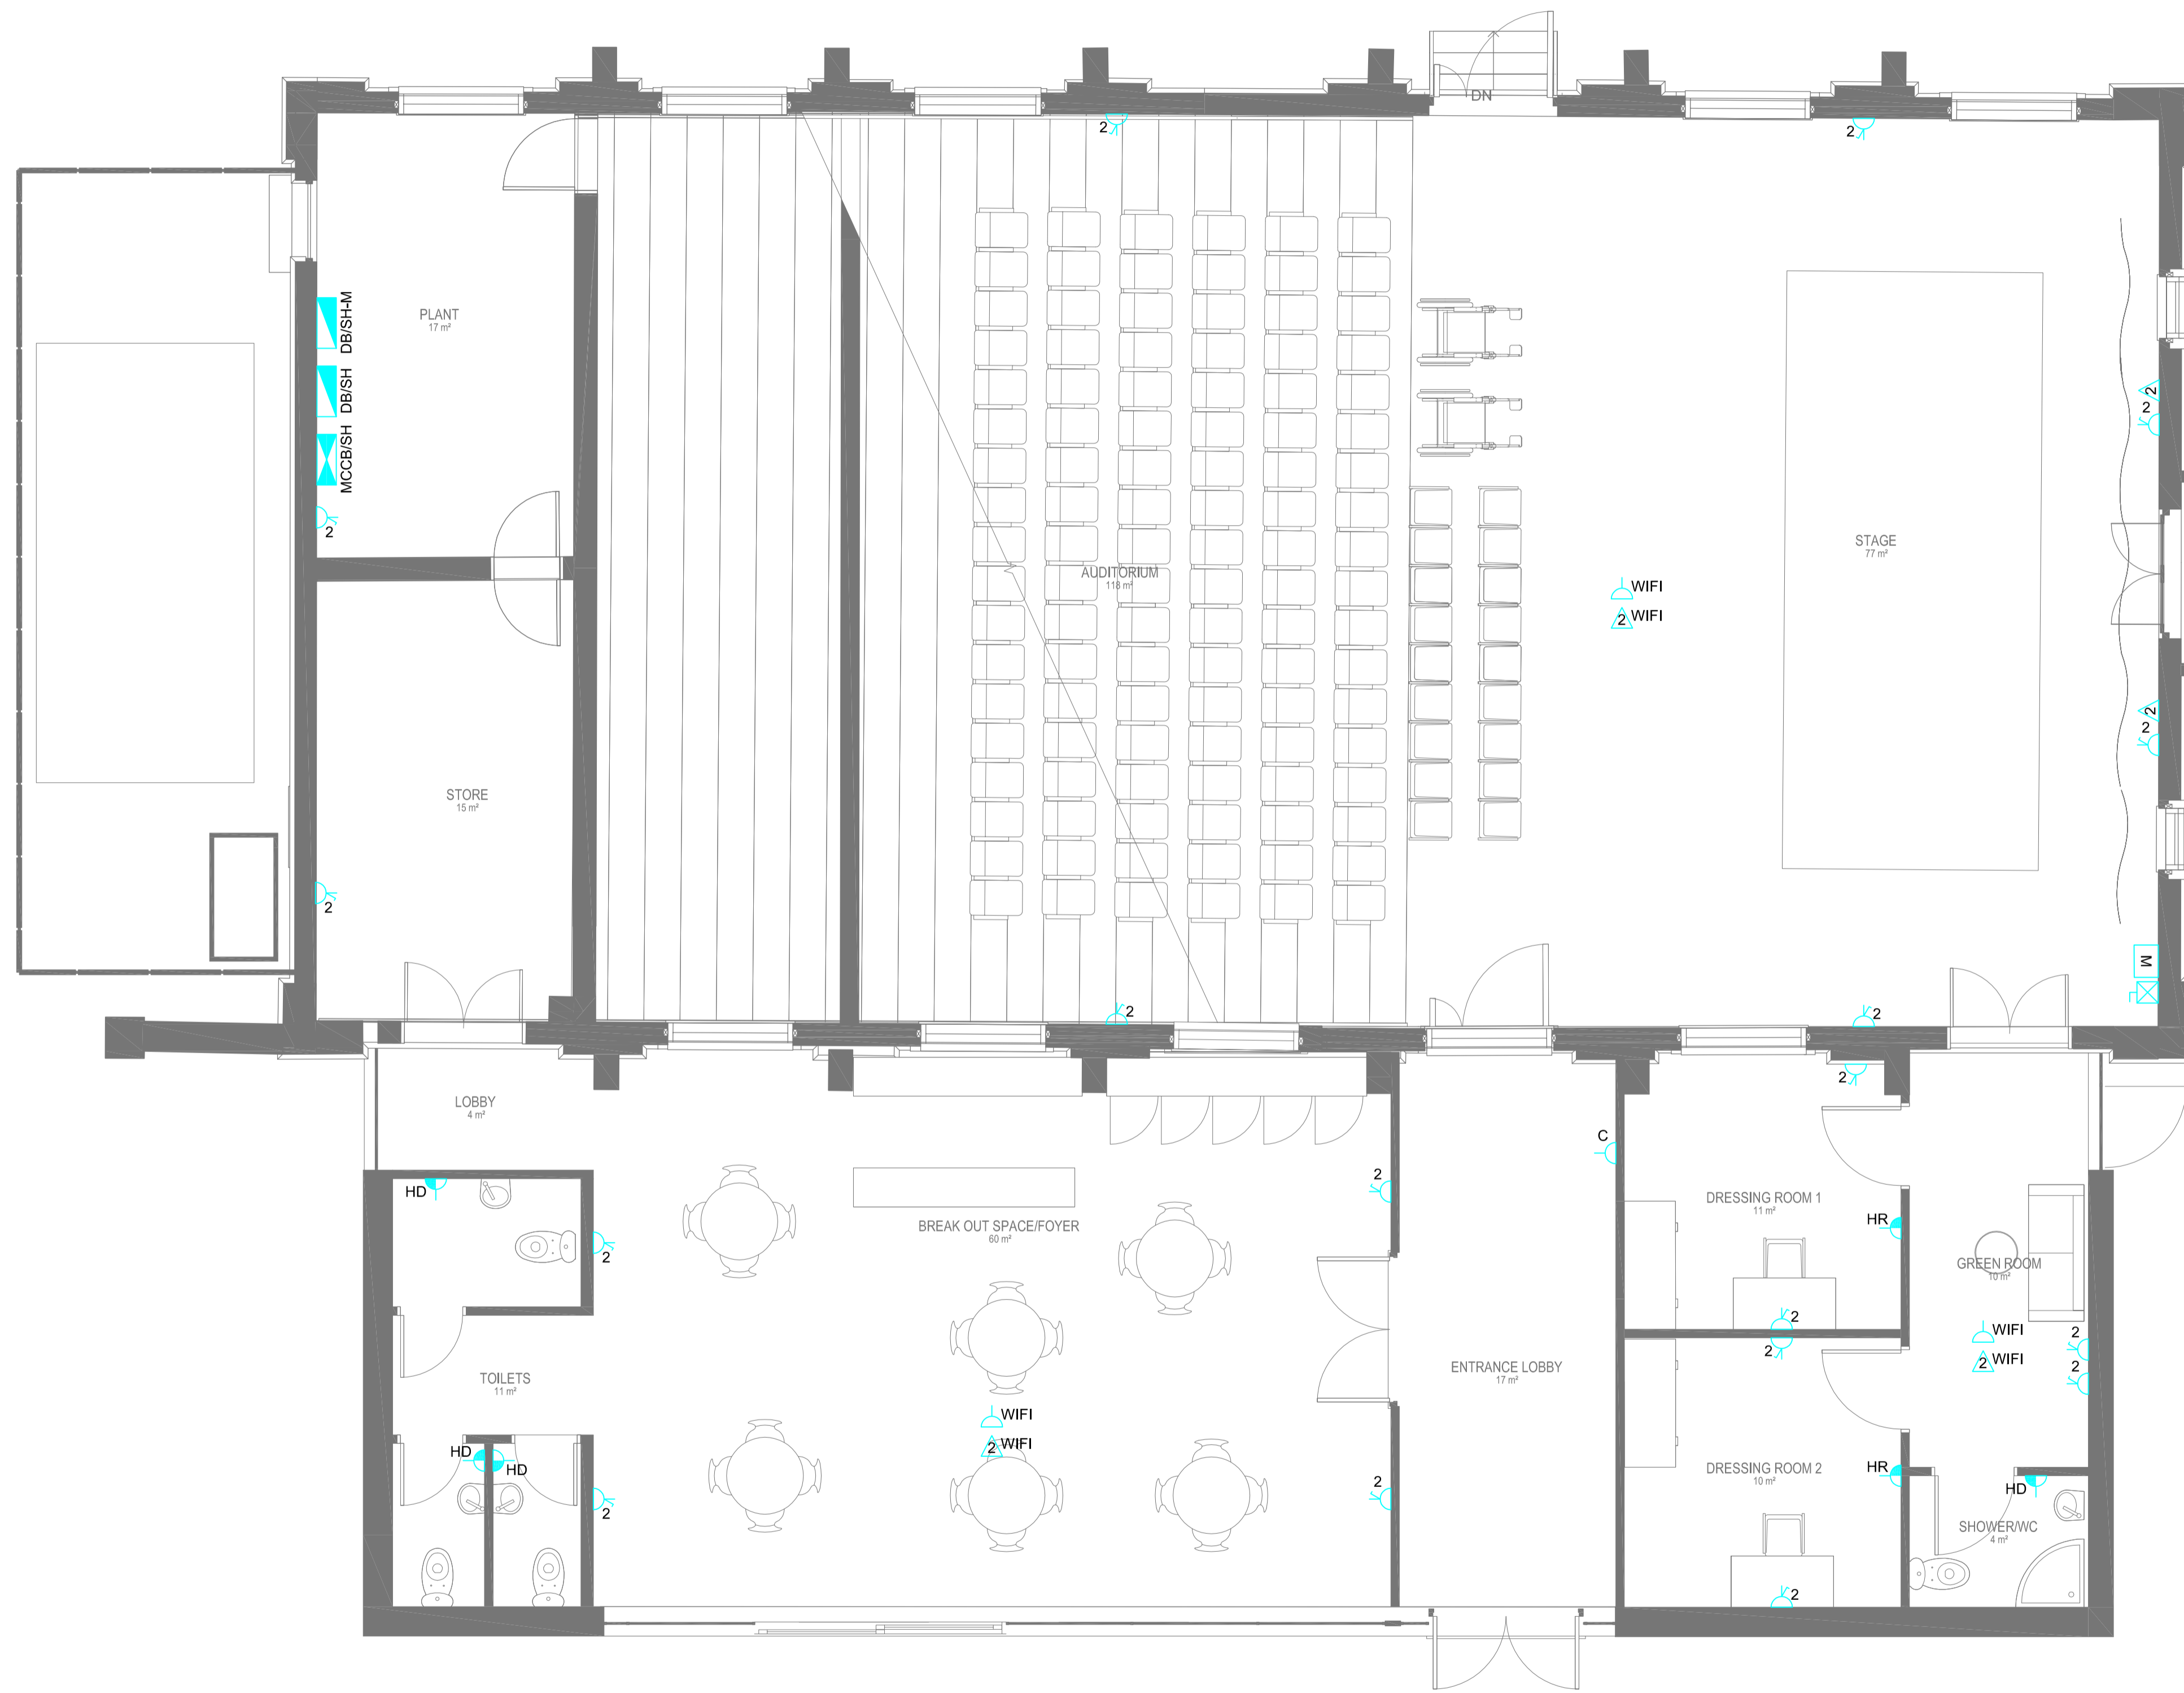 DN
2
2
DB/SH-M
PLANT
17 m²
DB/SH
2
2
MCCB/SH
2
STAGE
77 m²
AUDITORIUM
118 m²
WIFI
2 WIFI
2
2
STORE
15 m²
2
M
2
2
2
LOBBY
4 m²
C
2
HD
DRESSING ROOM 1
11 m²
HR
BREAK OUT SPACE/FOYER
60 m²
2
GREEN ROOM
10 m²
2
2
WIFI
2
2 WIFI
2
ENTRANCE LOBBY
17 m²
TOILETS
11 m²
WIFI
2 WIFI
HD
HD
DRESSING ROOM 2
10 m²
HR
2
HD
2
SHOWER/WC
4 m²
2